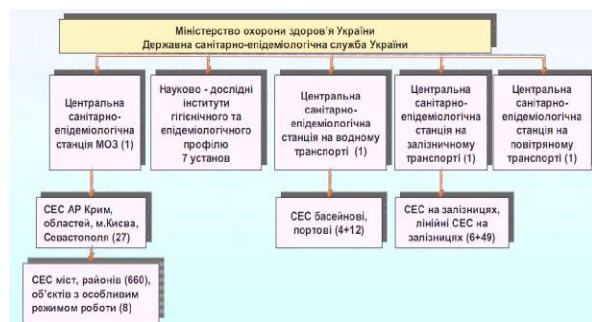 Міністерство охорони здоров'я України
Державна санітарно-епідеміологічна служба України
Центральна
санітарно-
епідеміологічна
станція МОЗ (1)
Науково - дослідні
інститути
гігієнічного та
епідеміологічного
профілю
7 установ
Центральна
санітарно-
епідеміологічна
станція на водному
транспорті (1)
Центральна
санітарно-
епідеміологічна
станція на
залізничному
транспорті (1)
Центральна
санітарно-
епідеміологічна
станція на
повітряному
транспорті (1)
СЕС АР Крим,
областей, м.Києва,
Севастополя (27)
СЕС басейнові,
портові (4+12)
СЕС на залізницях,
лінійні СЕС на
залізницях (6+49)
СЕС міст, районів (660),
об'єктів з особливим
режимом роботи (8)